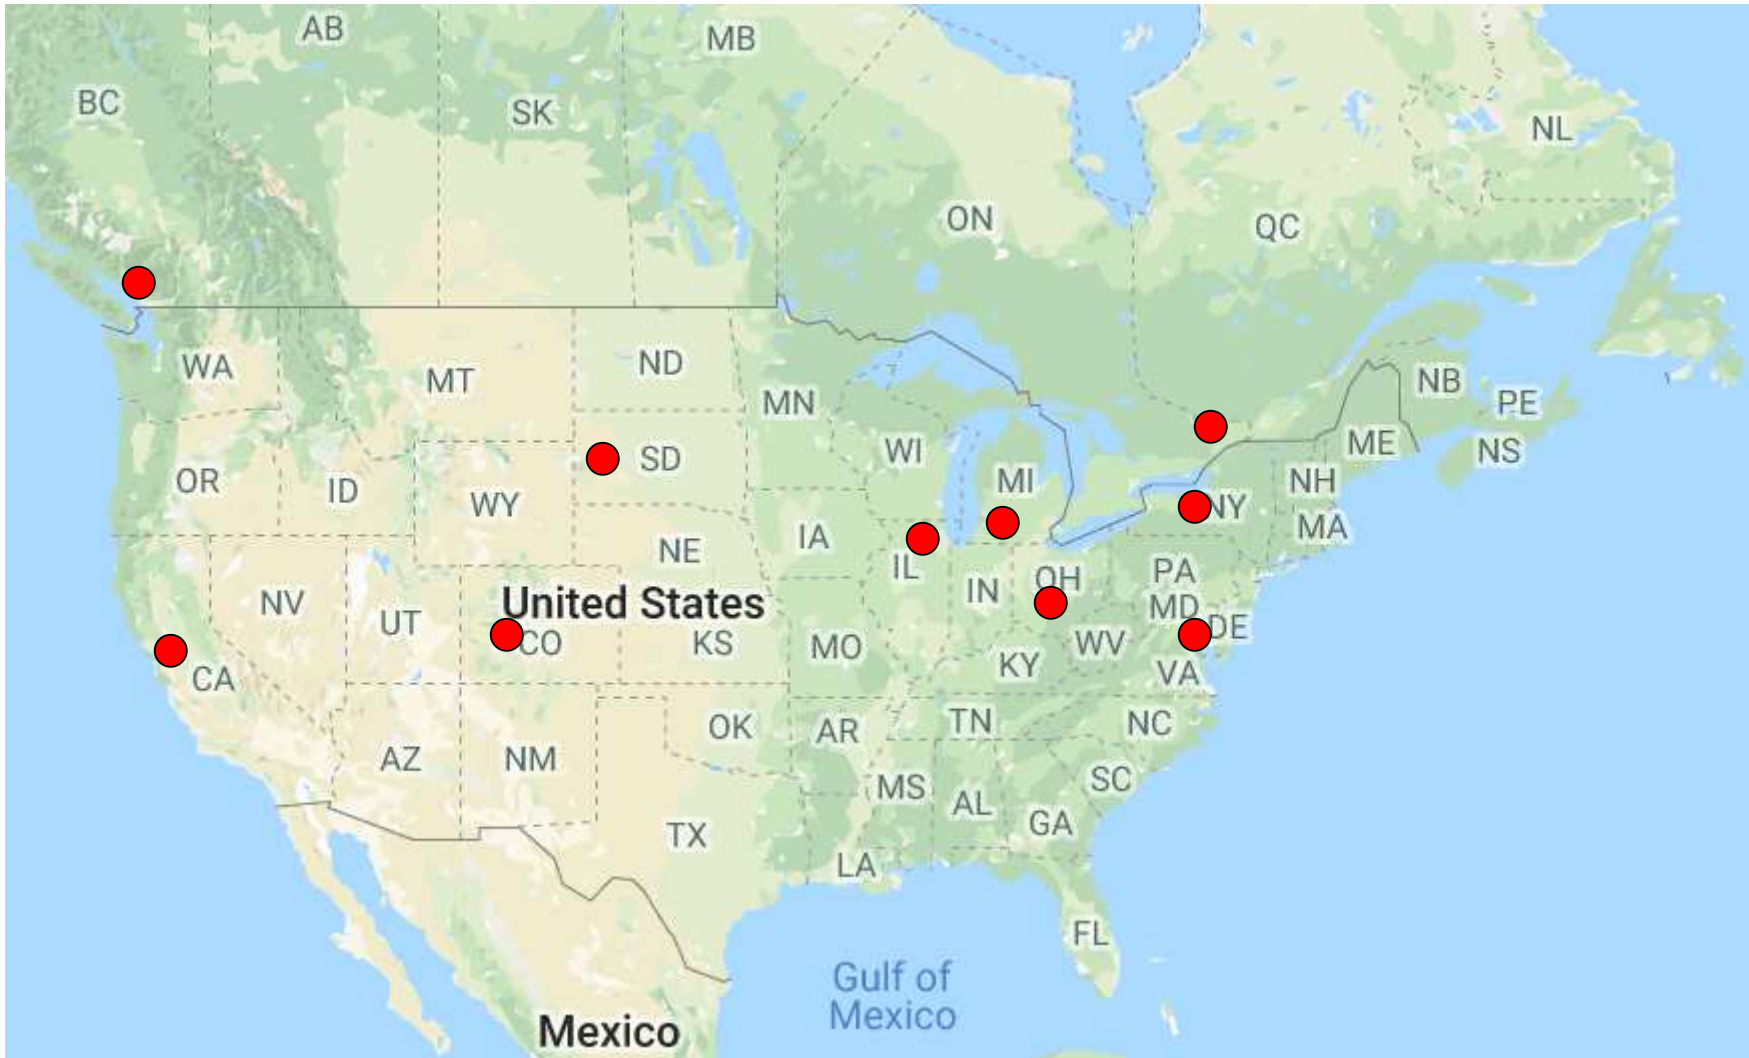 AB
MB
BC
SK
NL
ON
QC
WA
MT
ND
MN
NB
PE
WI
SD
ME
NS
OR
ID
WY
MI
NH
NY
MA
IA
NE
IL
IN
OH
PA
NV
United States
MD
UT
CO
KS
MO
KY
WV
DE
CA
VA
OK
AR
TN
NC
AZ
NM
MS
AL
SC
TX
GA
LA
FL
Gulf of
Mexico
Mexico